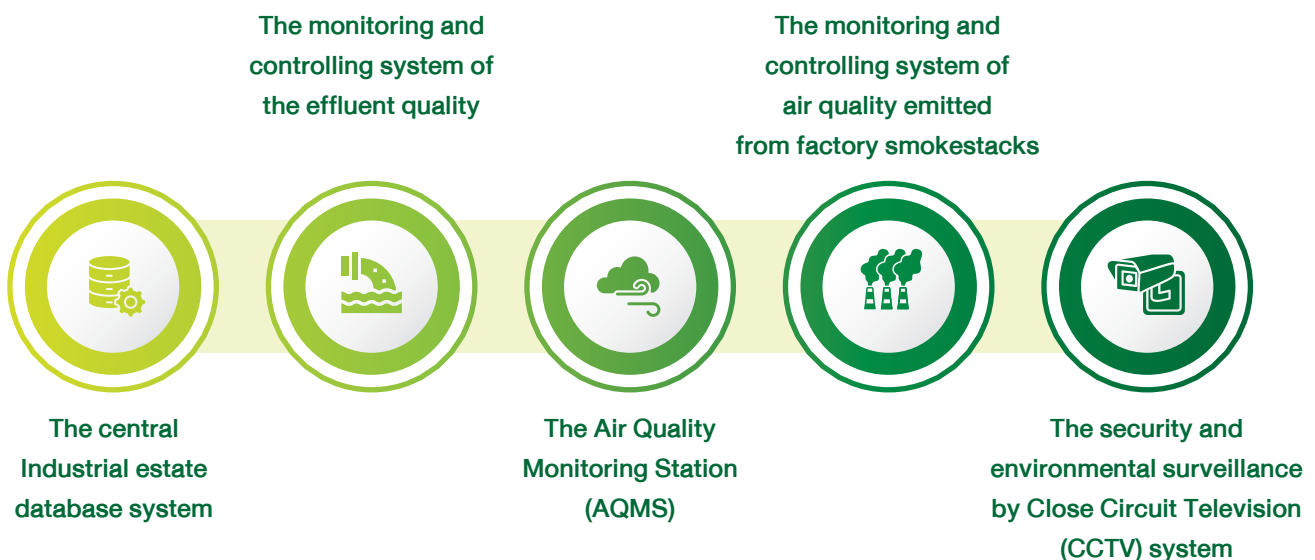 The monitoring and
controlling system of
the effluent quality
The monitoring and
controlling system of
air quality emitted
from factory smokestacks
The central
Industrial estate
database system
The Air Quality
Monitoring Station
(AQMS)
The security and
environmental surveillance
by Close Circuit Television
(CCTV) system